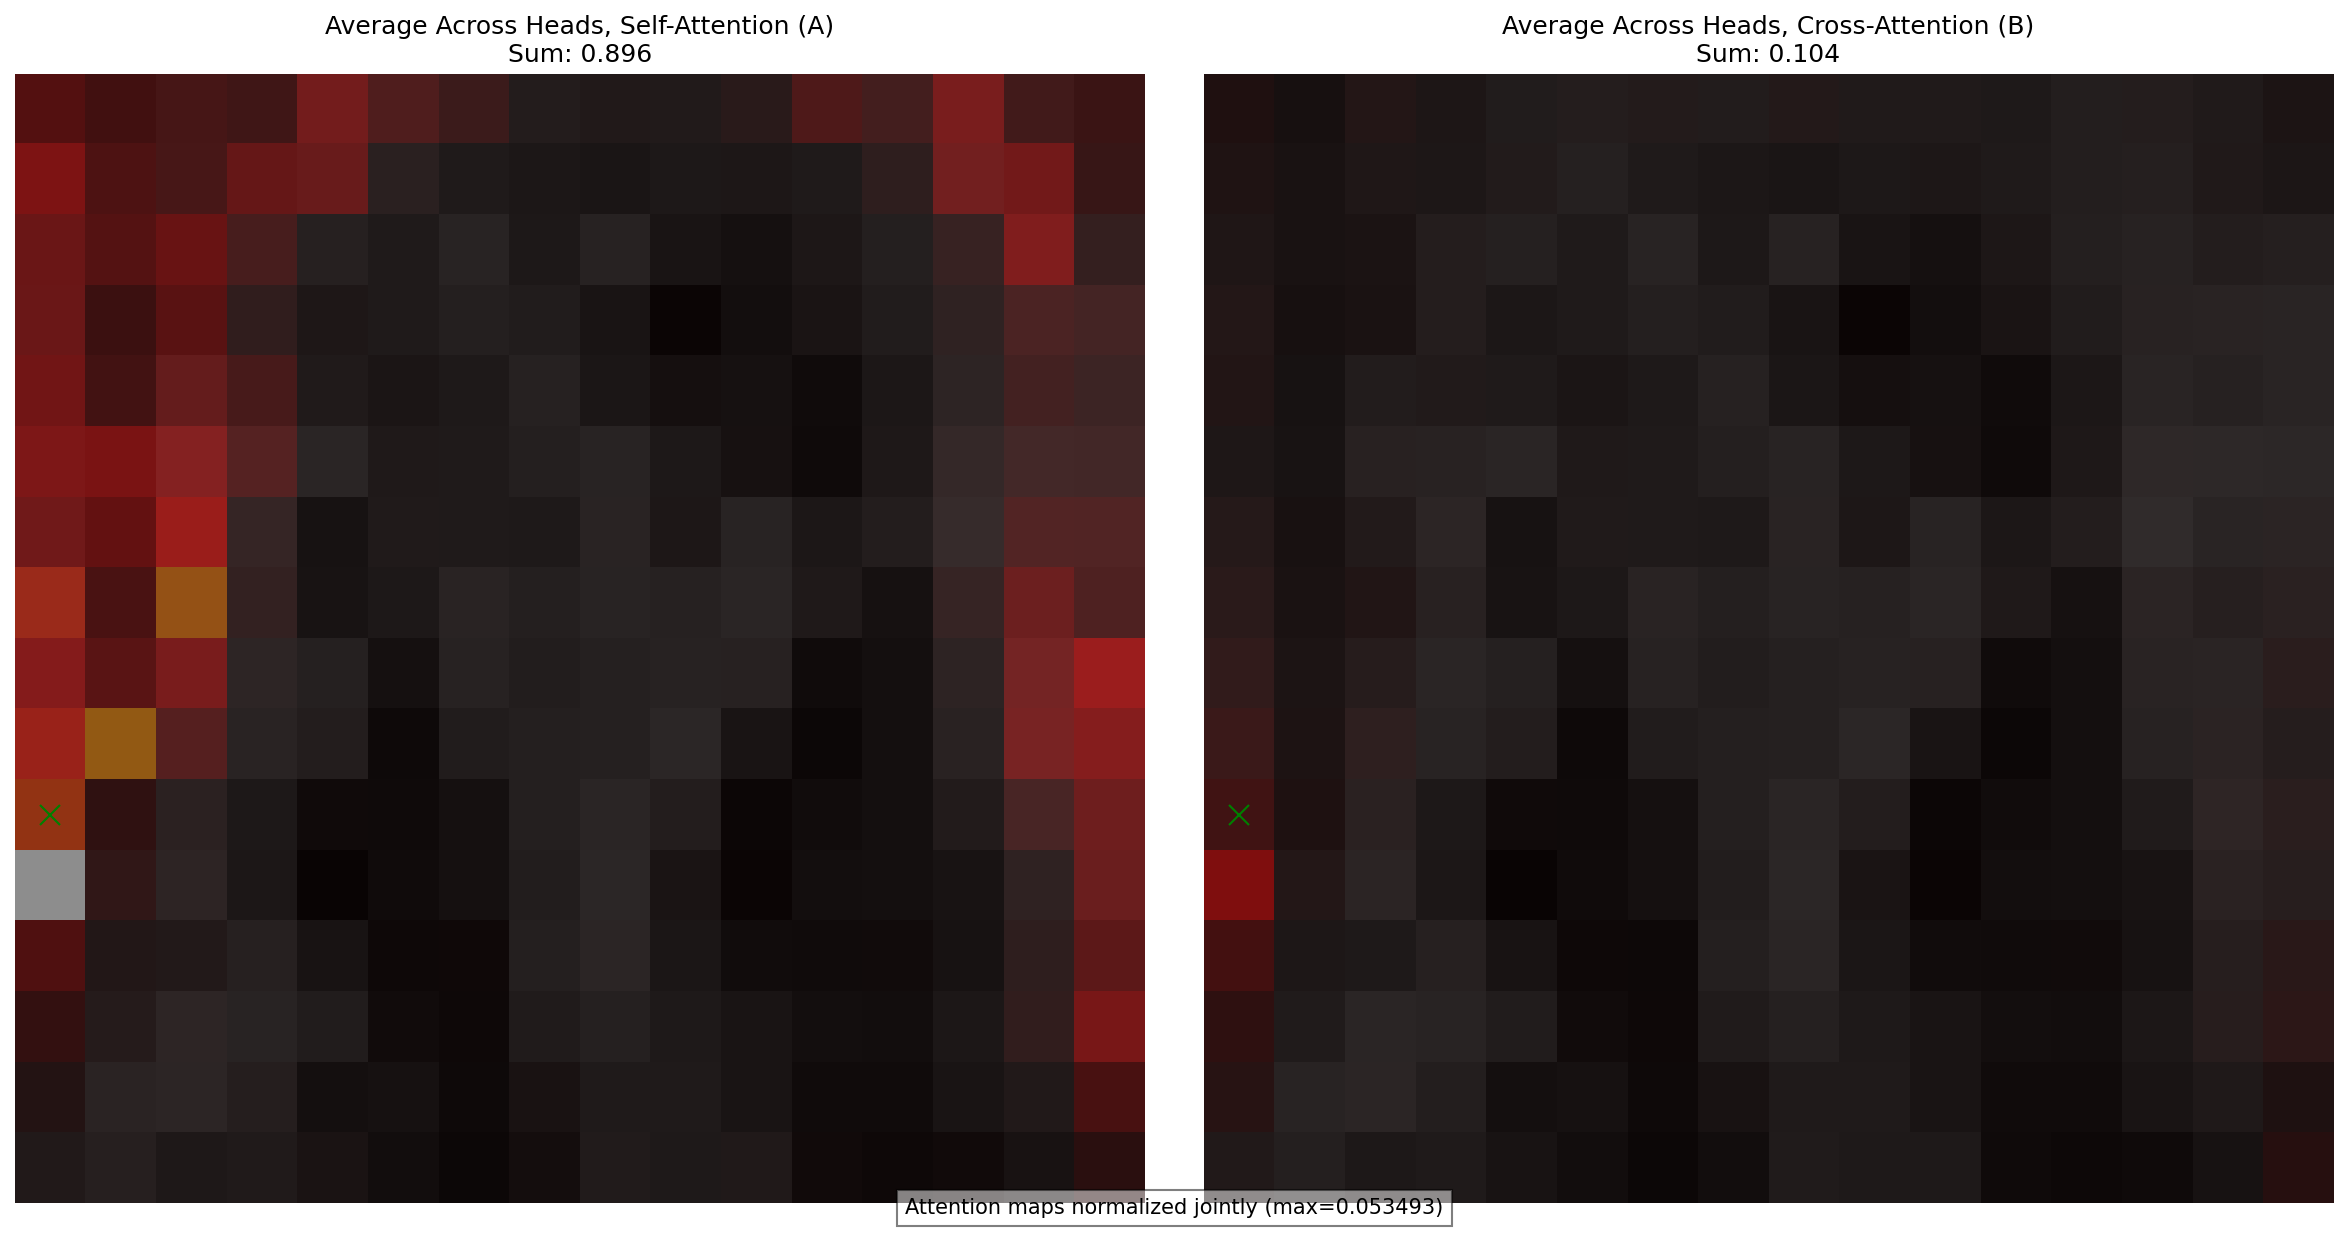 Average Across Heads, Self-Attention (A)
Sum: 0.896
Average Across Heads, Cross-Attention (B)
Sum: 0.104
Attention maps normalized jointly (max=0.053493)